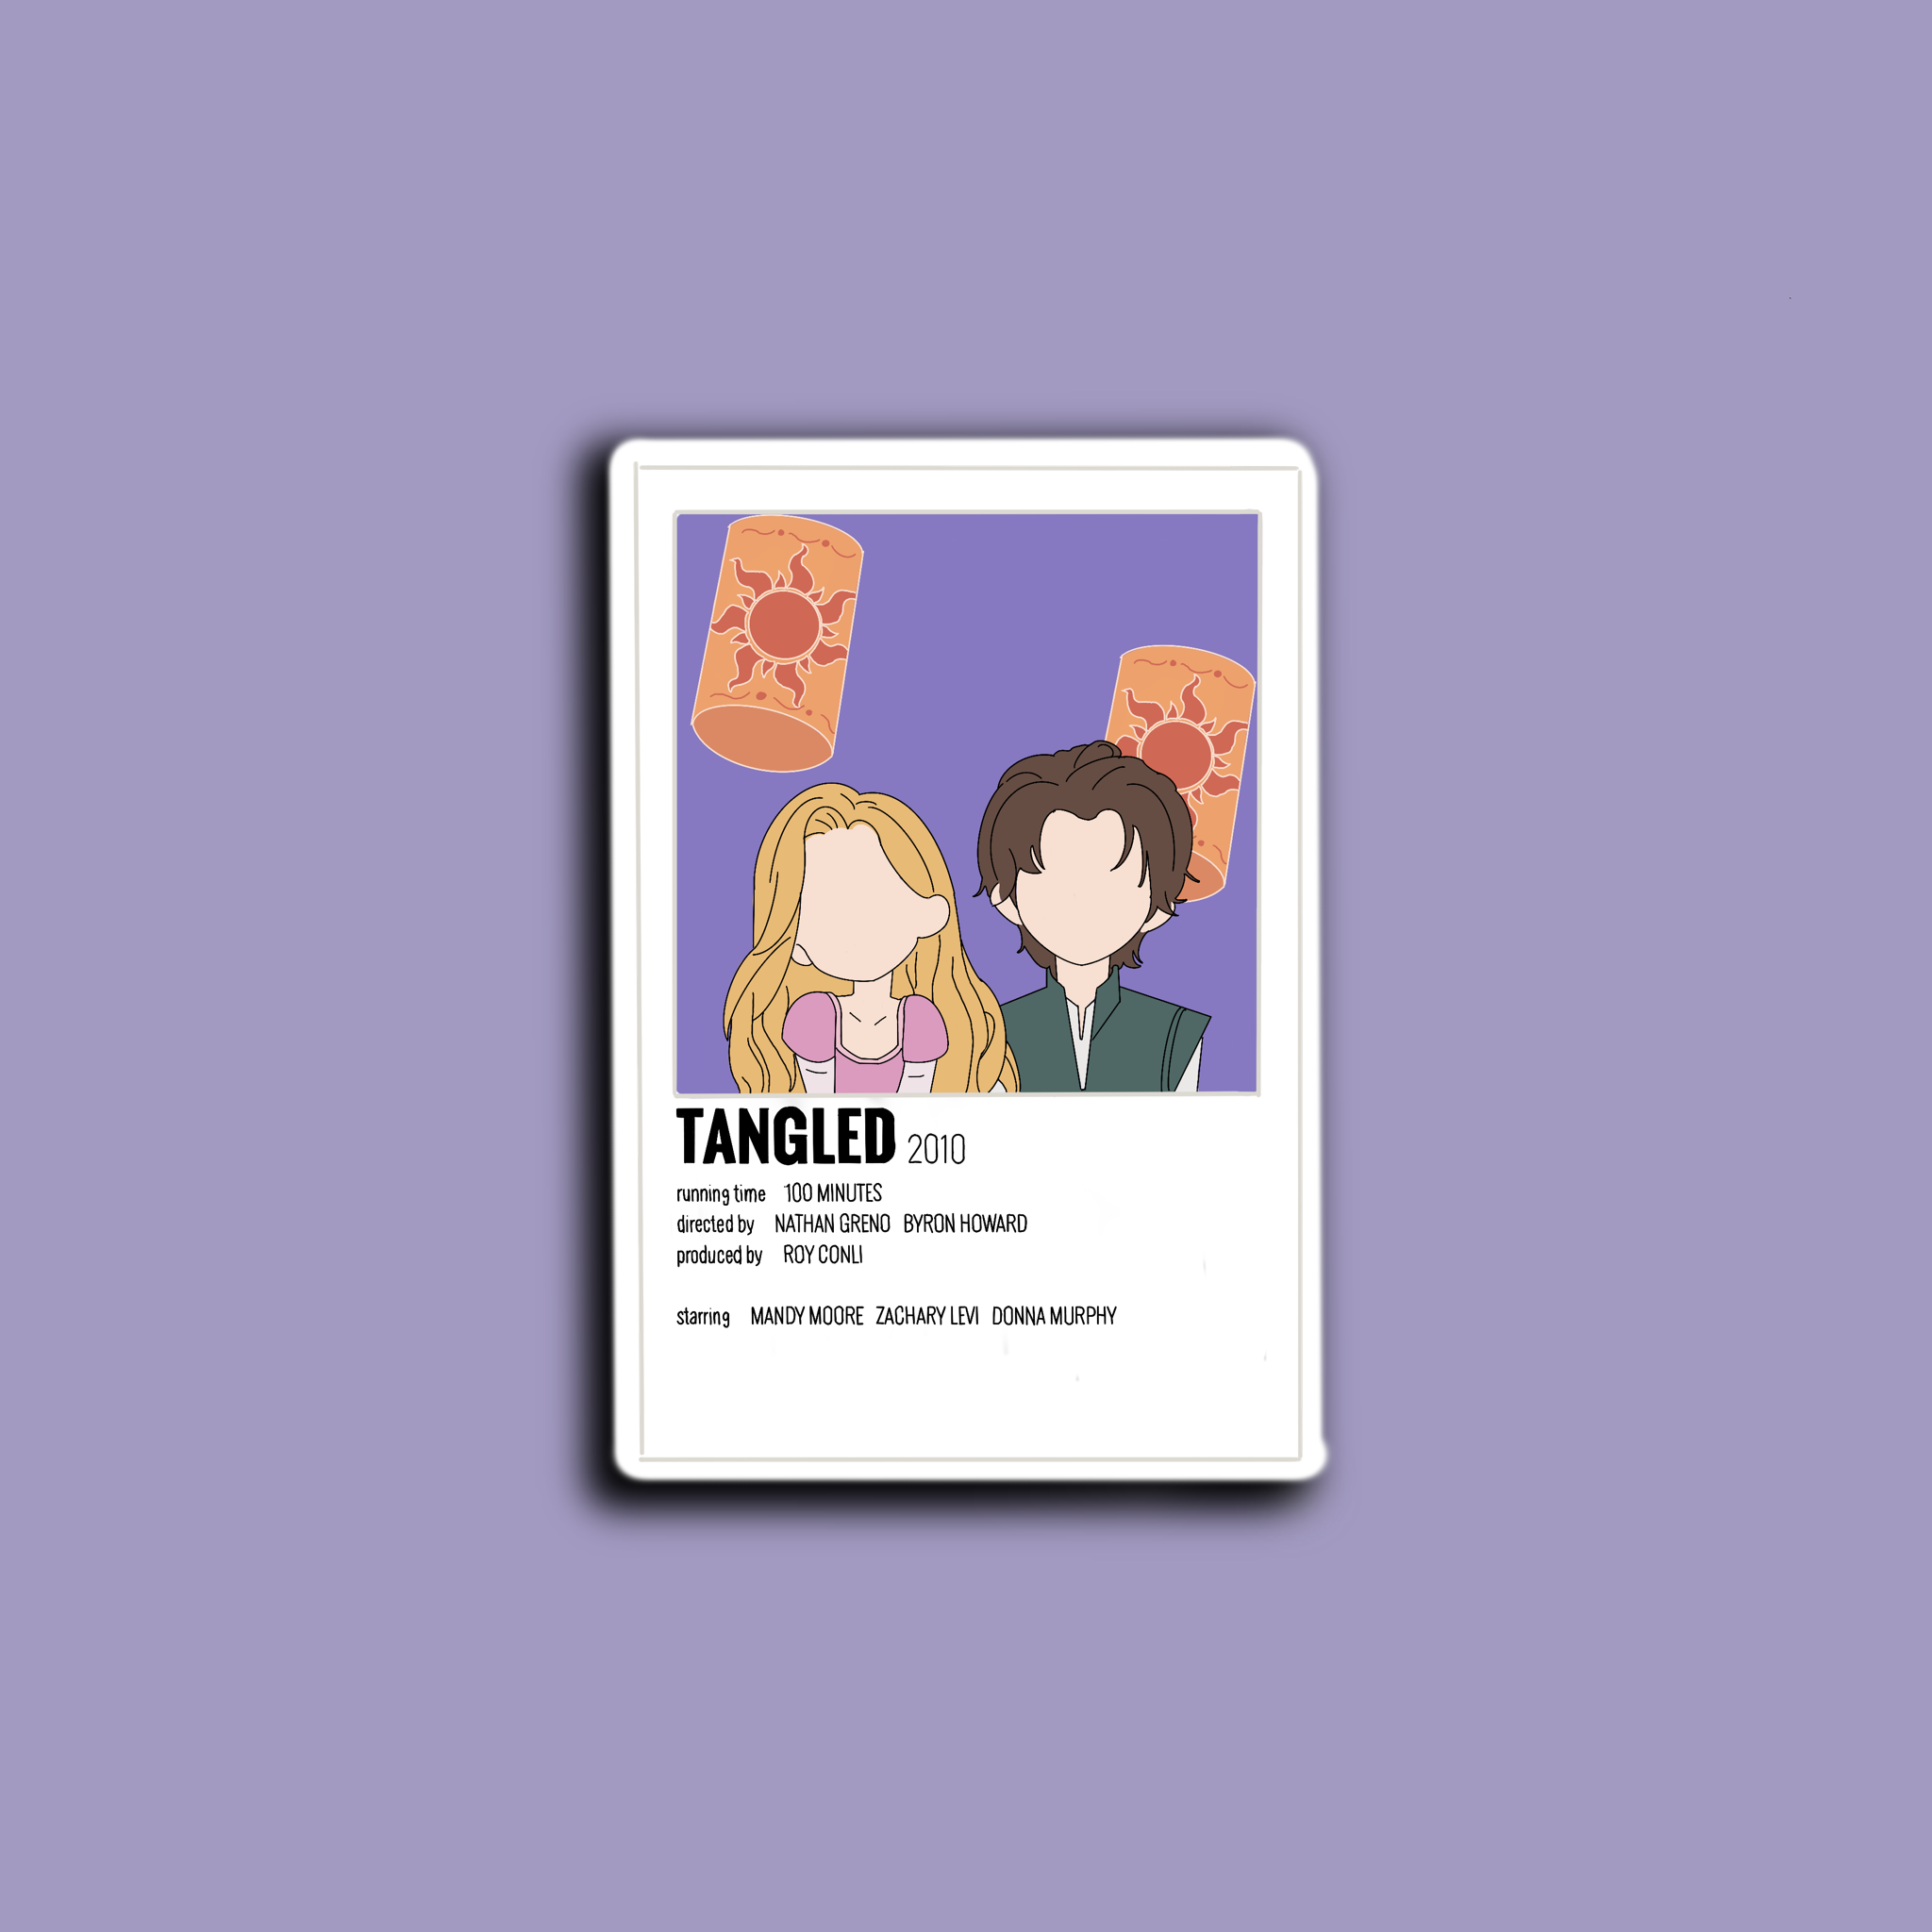 TANGLED 2010
running time 100 MINUTES
directed by NATHAN GRENO BYRON HOWARD
produced by ROY CONLI
starring MANDY MOORE ZACHARY LEVI DONNA MURPHY